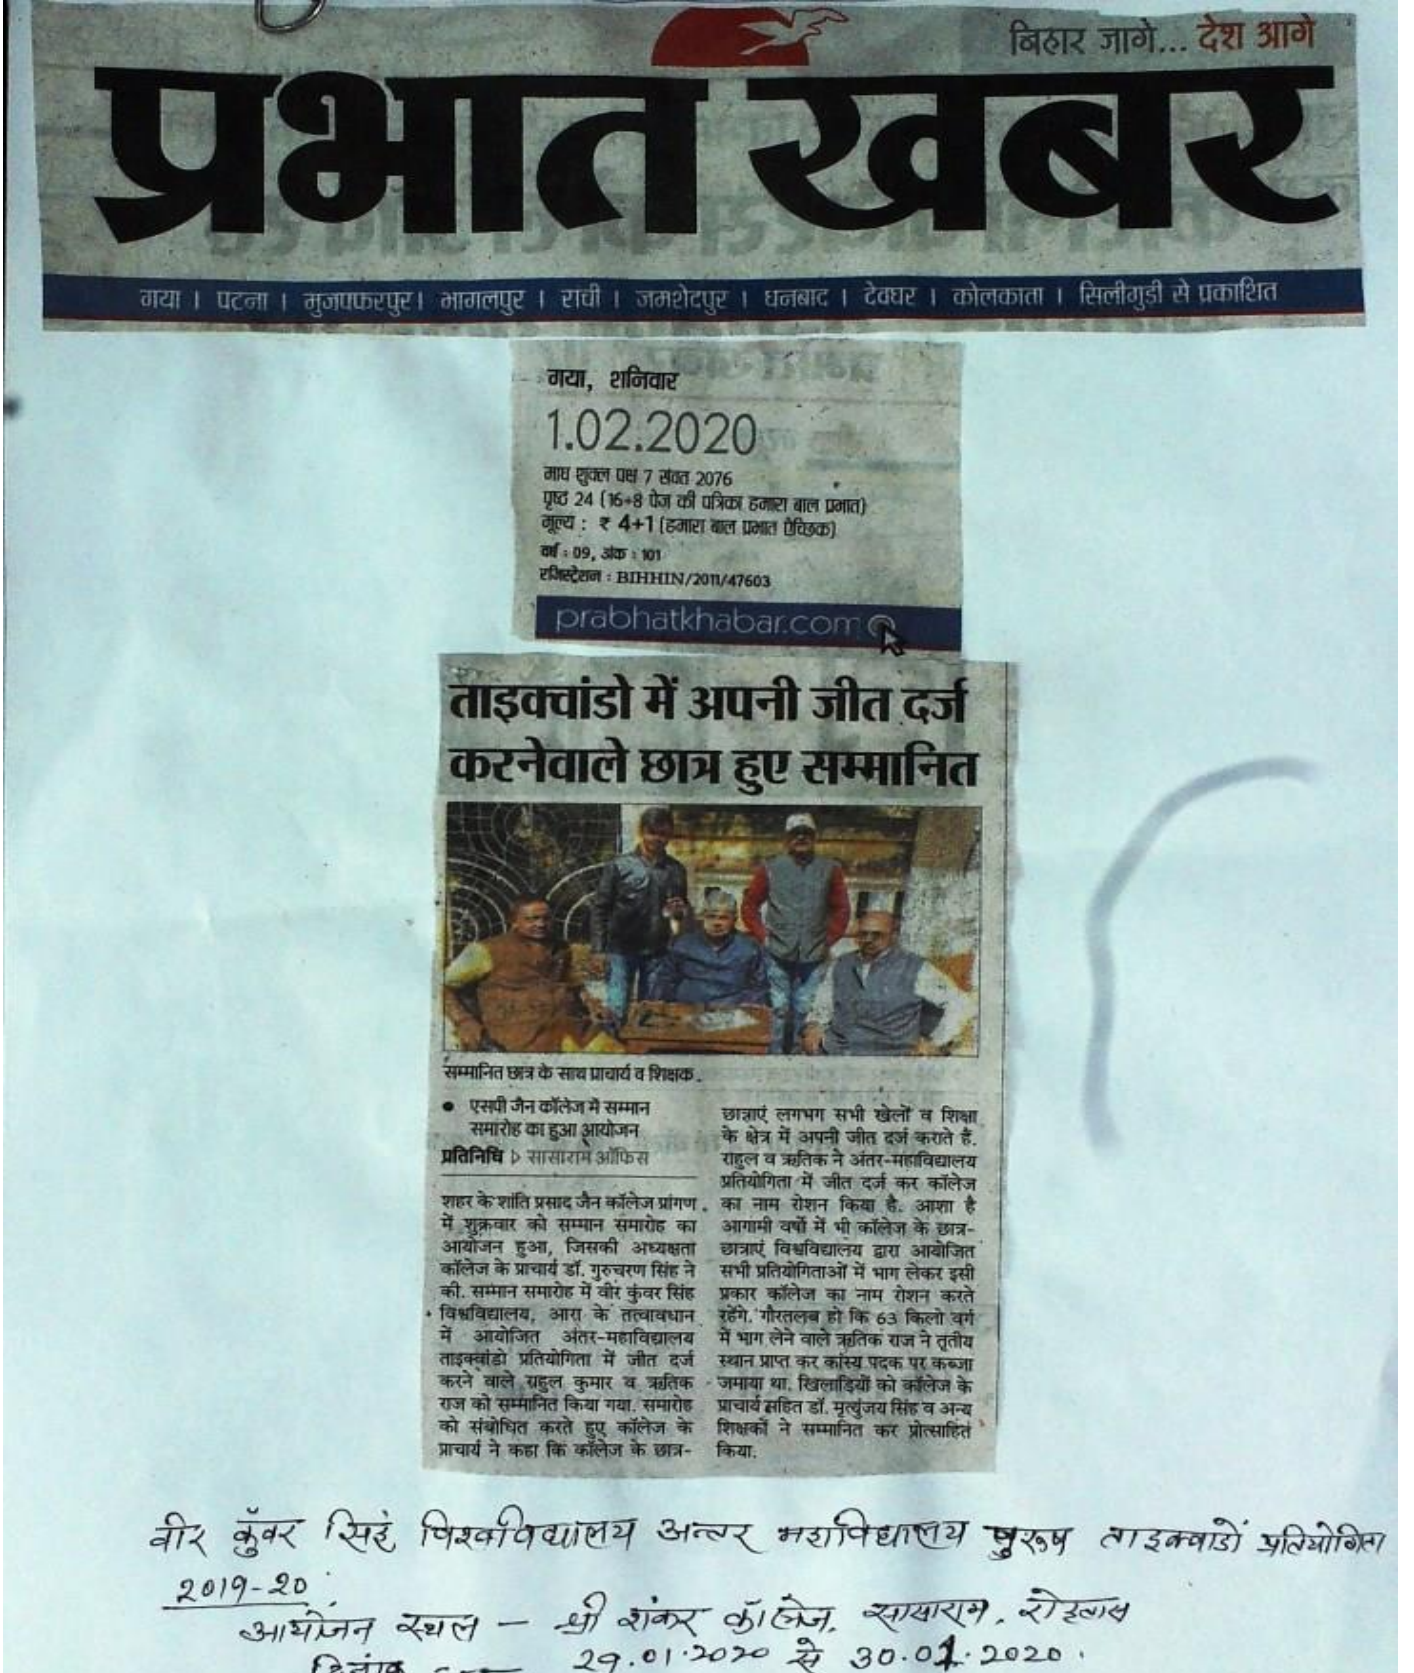 बिहार जागे... देश आगे
प्रभात खबर
गया । पटना । मुजफ्फरपुर। भागलपुर । रांची । जमशेदपुर । धनबाद । देवघर । कोलकाता । सिलीगुड़ी से प्रकाशित
गया, शनिवार
1.02.2020
माघ शुक्ल पक्ष 7 संवत 2076
पृष्ठ 24 (16+8 पेज की पत्रिका हमारा बाल प्रभात)
मूल्य : ₹ 4+1 (हमारा बाल प्रभात ऐच्छिक)
वर्ष : 09, अंक : 101
रजिस्ट्रेशन : BIHHIN/2011/47603
prabhatkhabar.com
ताइक्वांडो में अपनी जीत दर्ज
करनेवाले छात्र हुए सम्मानित
सम्मानित छात्र के साथ प्राचार्य व शिक्षक.
● एसपी जैन कॉलेज में सम्मान
समारोह का हुआ आयोजन
प्रतिनिधि ▷ सासाराम ऑफिस
शहर के शांति प्रसाद जैन कॉलेज प्रांगण
में शुक्रवार को सम्मान समारोह का
आयोजन हुआ, जिसकी अध्यक्षता
कॉलेज के प्राचार्य डॉ. गुरुचरण सिंह ने
की. सम्मान समारोह में वीर कुंवर सिंह
विश्वविद्यालय, आरा के तत्वावधान
में आयोजित अंतर-महाविद्यालय
ताइक्वांडो प्रतियोगिता में जीत दर्ज
करने वाले राहुल कुमार व ऋतिक
राज को सम्मानित किया गया. समारोह
को संबोधित करते हुए कॉलेज के
प्राचार्य ने कहा कि कॉलेज के छात्र-
छात्राएं लगभग सभी खेलों व शिक्षा
के क्षेत्र में अपनी जीत दर्ज कराते हैं.
राहुल व ऋतिक ने अंतर-महाविद्यालय
प्रतियोगिता में जीत दर्ज कर कॉलेज
का नाम रोशन किया है. आशा है
आगामी वर्षों में भी कॉलेज के छात्र-
छात्राएं विश्वविद्यालय द्वारा आयोजित
सभी प्रतियोगिताओं में भाग लेकर इसी
प्रकार कॉलेज का नाम रोशन करते
रहेंगे. गौरतलब हो कि 63 किलो वर्ग
में भाग लेने वाले ऋतिक राज ने तृतीय
स्थान प्राप्त कर कांस्य पदक पर कब्जा
जमाया था. खिलाड़ियों को कॉलेज के
प्राचार्य सहित डॉ. मृत्युंजय सिंह व अन्य
शिक्षकों ने सम्मानित कर प्रोत्साहित
किया.
वीर कुँवर सिहं विश्वविद्यालय अन्तर महाविद्यालय पुरूष ताइक्वाडों प्रतियोगिता
2019-20
आयोजन स्थल - श्री शंकर कॉलेज, सासाराम, रोहतास
दिनांक - 29.01.2020 से 30.01.2020.